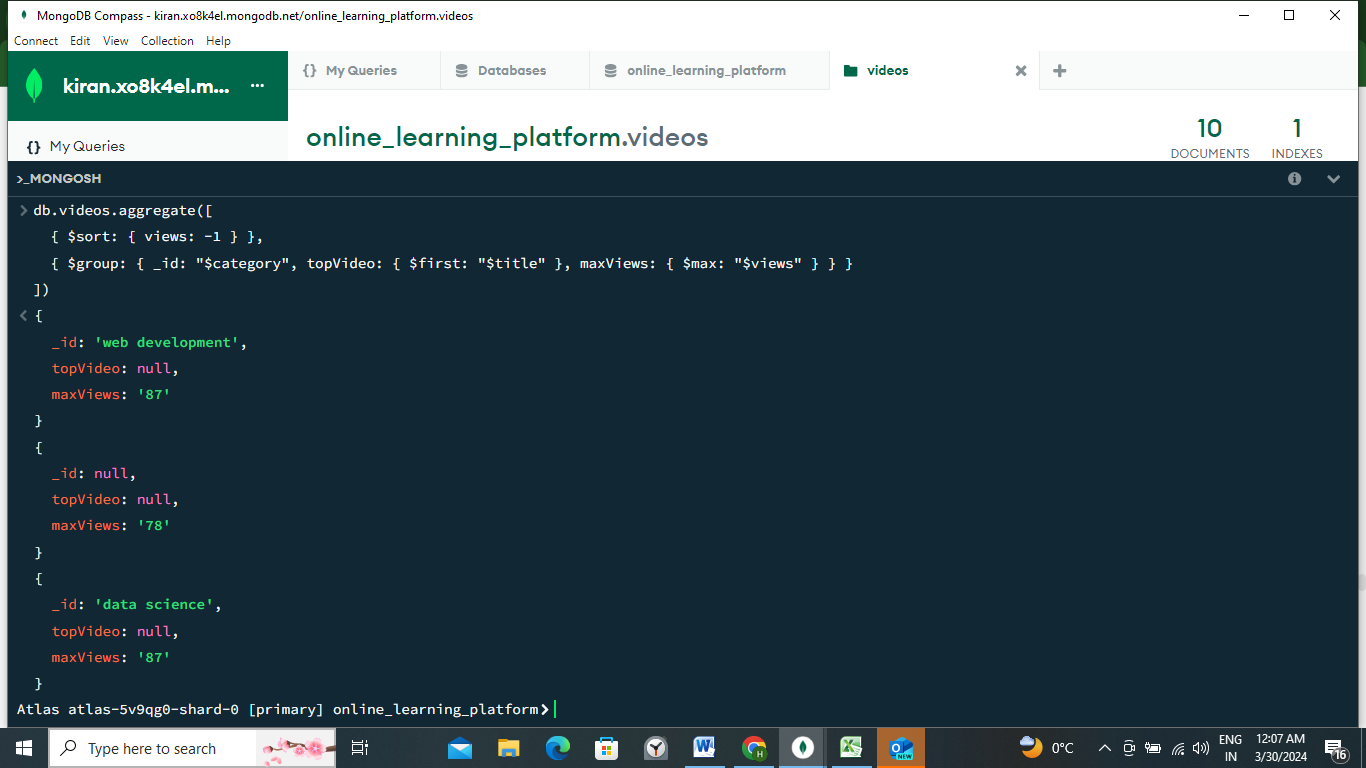 MongoDB Compass - kiran.xo8k4el.mongodb.net/online_learning_platform.videos
Connect Edit View Collection Help
kiran.xo8k4el.m... ...
{} My Queries
Databases
online_learning_platform
videos
{} My Queries
online_learning_platform.videos
10
DOCUMENTS
1
INDEXES
>_MONGOSH
> db.videos.aggregate([
{ $sort: { views: -1 } },
{ $group: { _id: "$category", topVideo: { $first: "$title" }, maxViews: { $max: "$views" } } }
])
< {
_id: 'web development',
topVideo: null,
maxViews: '87'
}
{
_id: null,
topVideo: null,
maxViews: '78'
}
{
_id: 'data science',
topVideo: null,
maxViews: '87'
}
Atlas atlas-5v9qg0-shard-0 [primary] online_learning_platform>
Type here to search
NEW
0°C
ENG
IN
12:07 AM
3/30/2024
16